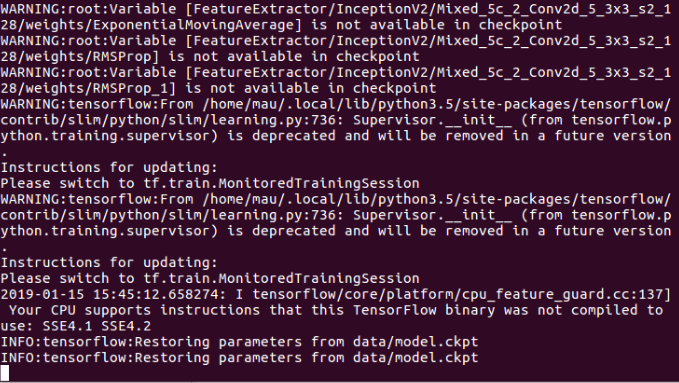 WARNING:root:Variable [FeatureExtractor/InceptionV2/Mixed_5c_2_Conv2d_5_3x3_s2_1
28/weights/ExponentialMovingAverage] is not available in checkpoint
WARNING:root:Variable [FeatureExtractor/InceptionV2/Mixed_5c_2_Conv2d_5_3x3_s2_1
28/weights/RMSProp] is not available in checkpoint
WARNING:root:Variable [FeatureExtractor/InceptionV2/Mixed_5c_2_Conv2d_5_3x3_s2_1
28/weights/RMSProp_1] is not available in checkpoint
WARNING:tensorflow:From /home/mau/.local/lib/python3.5/site-packages/tensorflow/
contrib/slim/python/slim/learning.py:736: Supervisor.__init__ (from tensorflow.p
ython.training.supervisor) is deprecated and will be removed in a future version
.
Instructions for updating:
Please switch to tf.train.MonitoredTrainingSession
WARNING:tensorflow:From /home/mau/.local/lib/python3.5/site-packages/tensorflow/
contrib/slim/python/slim/learning.py:736: Supervisor.__init__ (from tensorflow.p
ython.training.supervisor) is deprecated and will be removed in a future version
.
Instructions for updating:
Please switch to tf.train.MonitoredTrainingSession
2019-01-15 15:45:12.658274: I tensorflow/core/platform/cpu_feature_guard.cc:137]
 Your CPU supports instructions that this TensorFlow binary was not compiled to
use: SSE4.1 SSE4.2
INFO:tensorflow:Restoring parameters from data/model.ckpt
INFO:tensorflow:Restoring parameters from data/model.ckpt